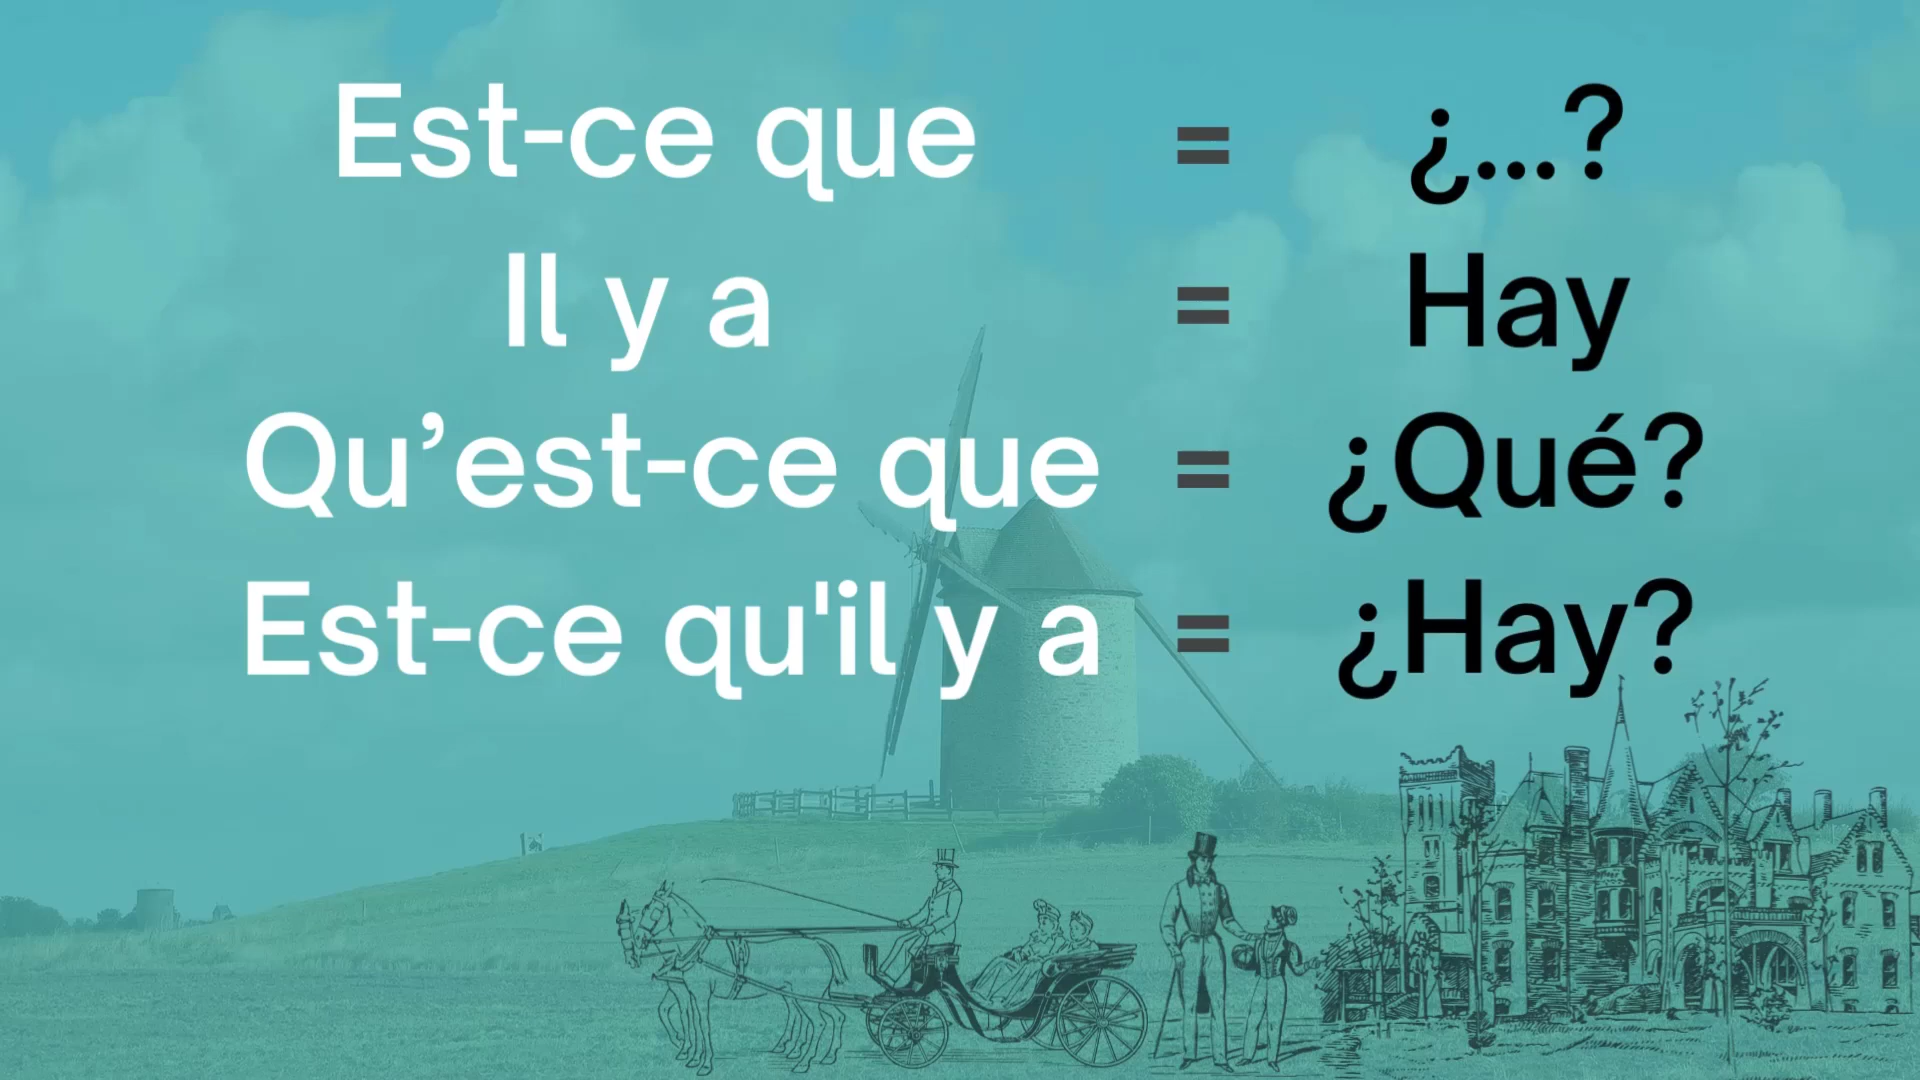 Est-ce que = ¿...?
Il y a = Hay
Qu’est-ce que = ¿Qué?
Est-ce qu'il y a = ¿Hay?